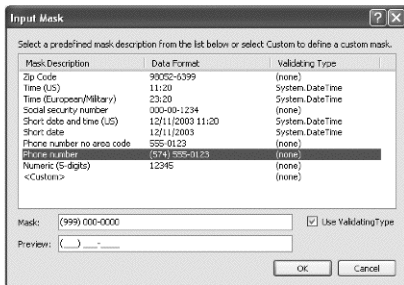 Input Mask
Select a predefined mask description from the list below or select Custom to define a custom mask.
Mask Description Data Format Validating Type
Zip Code 98052-6399 (none)
Time (US) 11:20 System.DateTime
Time (European/Military) 23:20 System.DateTime
Social security number 000-00-1234 (none)
Short date and time (US) 12/11/2003 11:20 System.DateTime
Short date 12/11/2003 System.DateTime
Phone number no area code 555-0123 (none)
Phone number (574) 555-0123 (none)
Numeric (5-digits) 12345 (none)
<Custom> (none)
Mask: (999) 000-0000 Use ValidatingType
Preview: (___) ___-____
OK Cancel